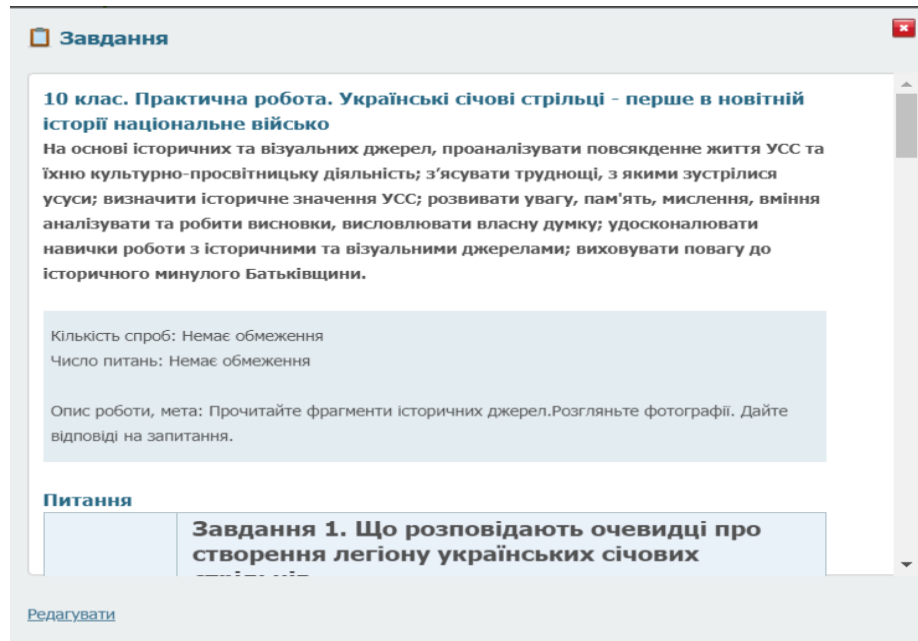 Завдання
10 клас. Практична робота. Українські січові стрільці - перше в новітній
історії національне військо
На основі історичних та візуальних джерел, проаналізувати повсякденне життя УСС та
їхню культурно-просвітницьку діяльність; з’ясувати труднощі, з якими зустрілися
усуси; визначити історичне значення УСС; розвивати увагу, пам'ять, мислення, вміння
аналізувати та робити висновки, висловлювати власну думку; удосконалювати
навички роботи з історичними та візуальними джерелами; виховувати повагу до
історичного минулого Батьківщини.
Кількість спроб: Немає обмеження
Число питань: Немає обмеження
Опис роботи, мета: Прочитайте фрагменти історичних джерел.Розгляньте фотографії. Дайте
відповіді на запитання.
Питання
Завдання 1. Що розповідають очевидці про
створення легіону українських січових
Редагувати